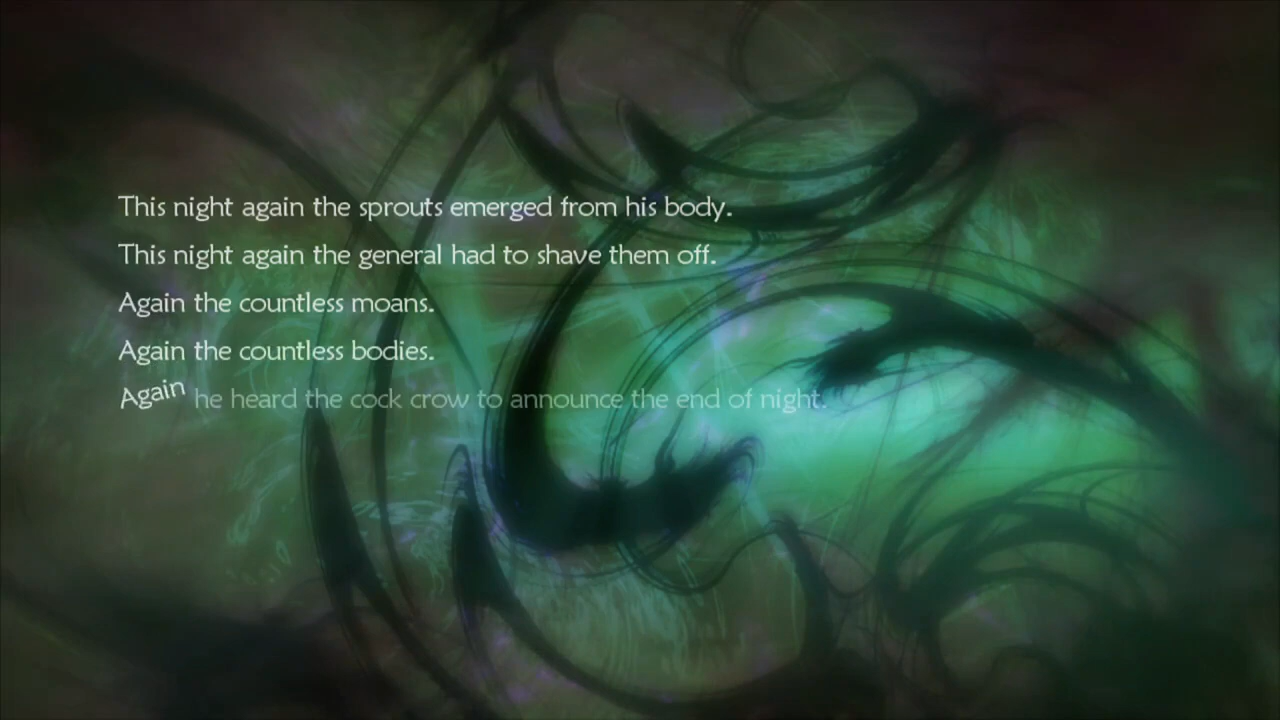 This night again the sprouts emerged from his body.
This night again the general had to shave them off.
Again the countless moans.
Again the countless bodies.
Again he heard the cock crow to announce the end of night.